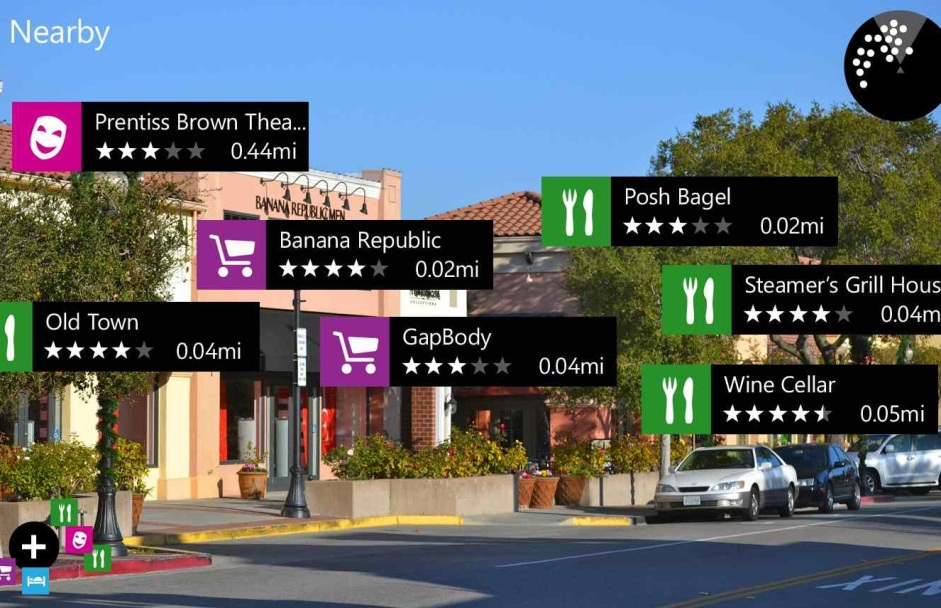 Nearby
Prentiss Brown Thea...
0.44mi
BANANA REPUBLIC MEN
Posh Bagel
0.02mi
Banana Republic
0.02mi
Steamer's Grill Hous
0.04m
Old Town
0.04mi
GapBody
0.04mi
Wine Cellar
0.05mi